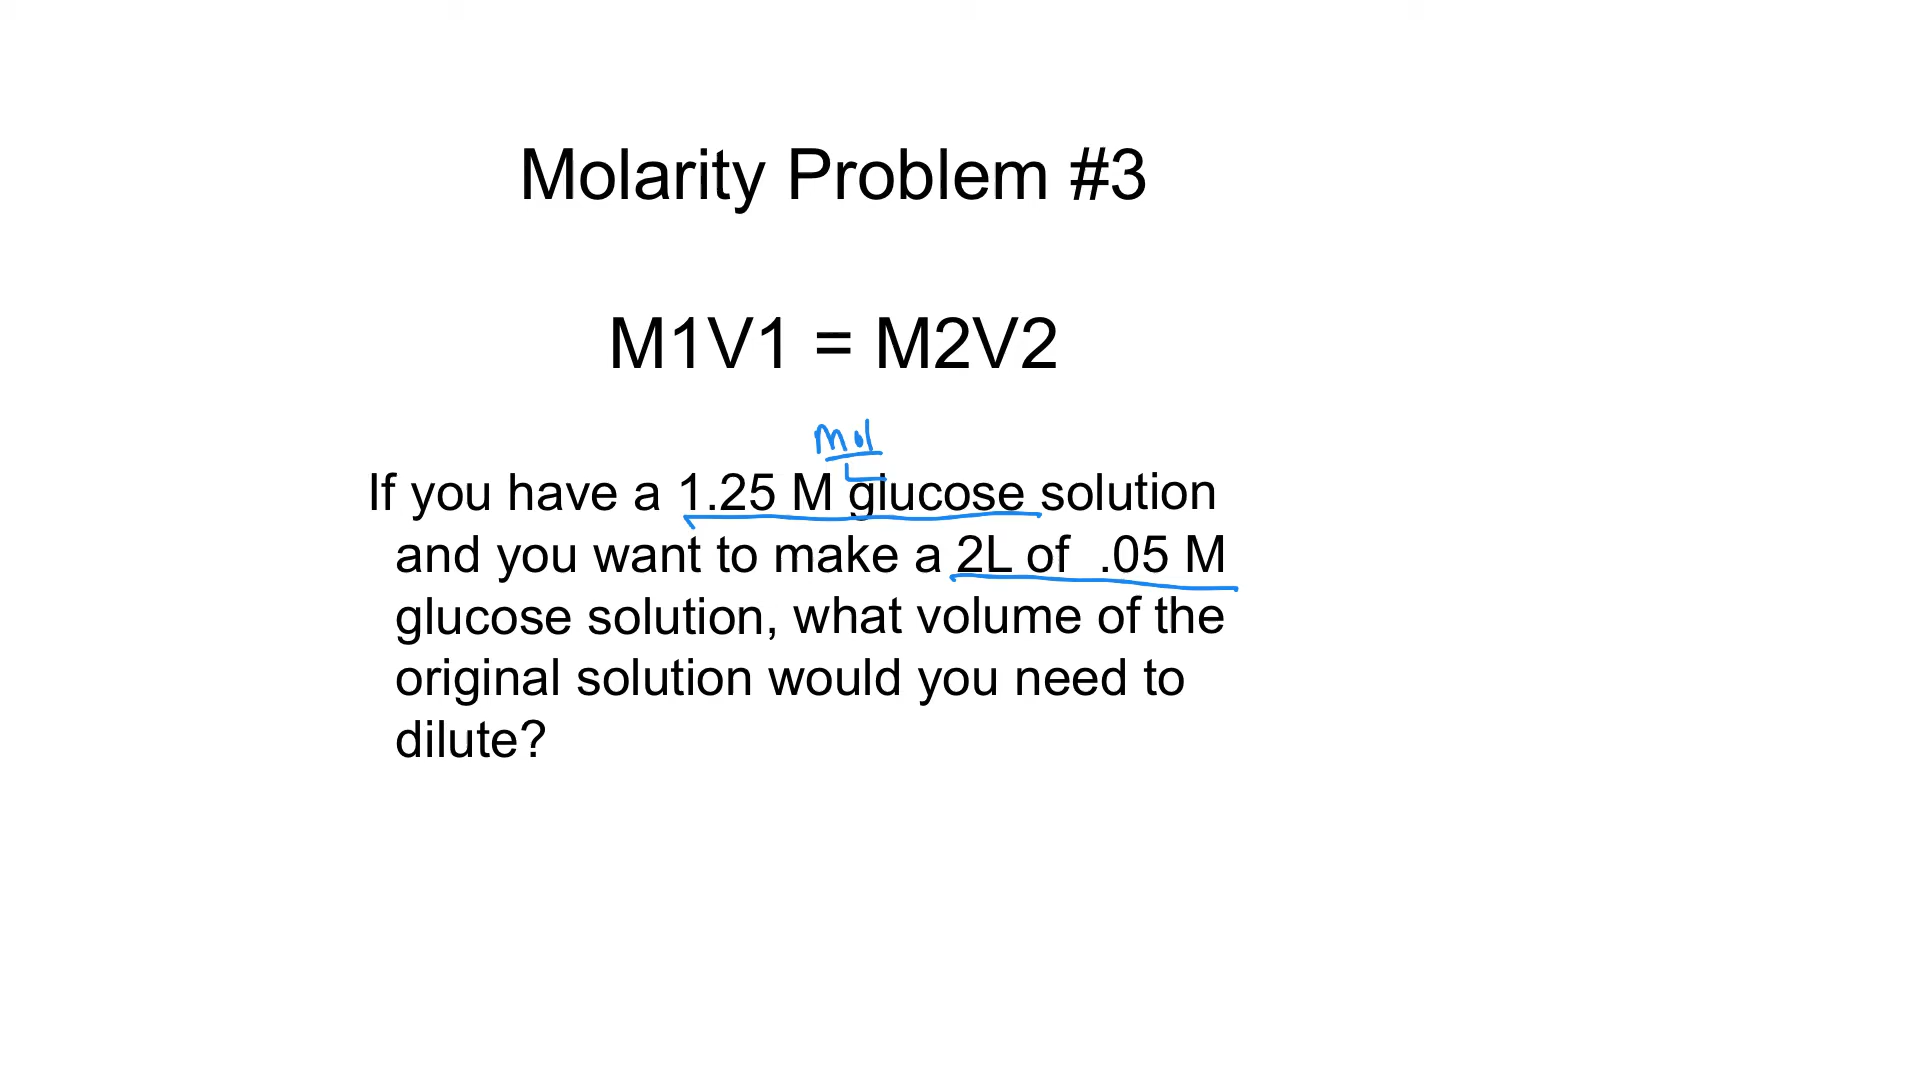 Molarity Problem #3
M1V1 = M2V2
mol
L
If you have a 1.25 M glucose solution
and you want to make a 2L of .05 M
glucose solution, what volume of the
original solution would you need to
dilute?